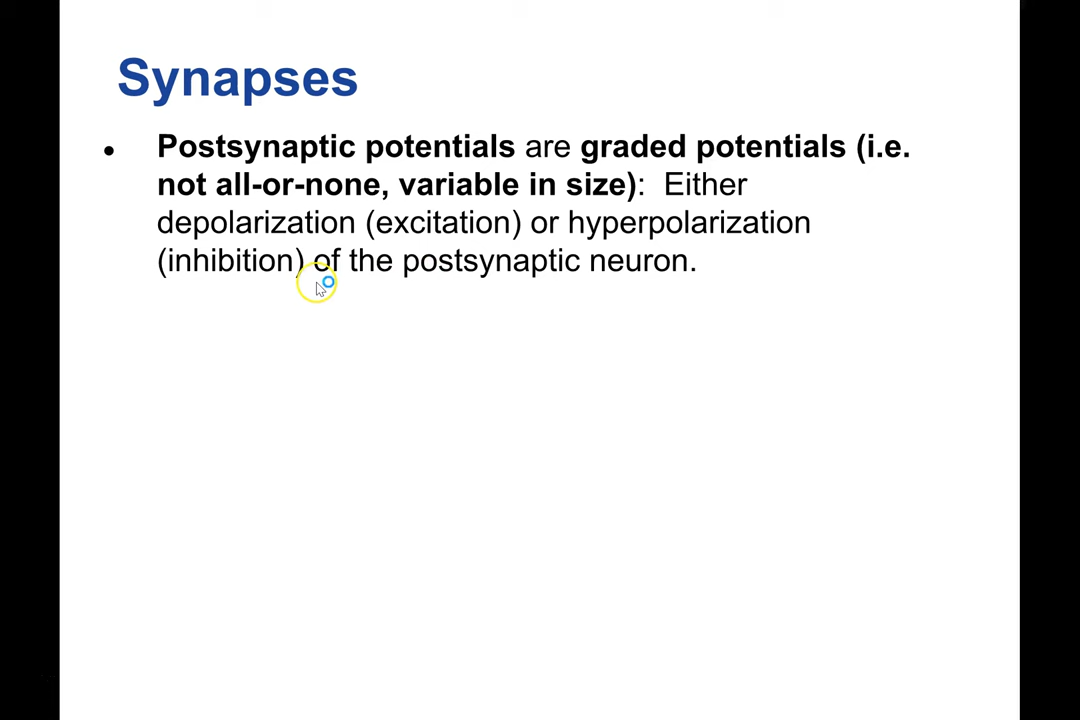 Synapses
• Postsynaptic potentials are graded potentials (i.e.
not all-or-none, variable in size):  Either
depolarization (excitation) or hyperpolarization
(inhibition) of the postsynaptic neuron.